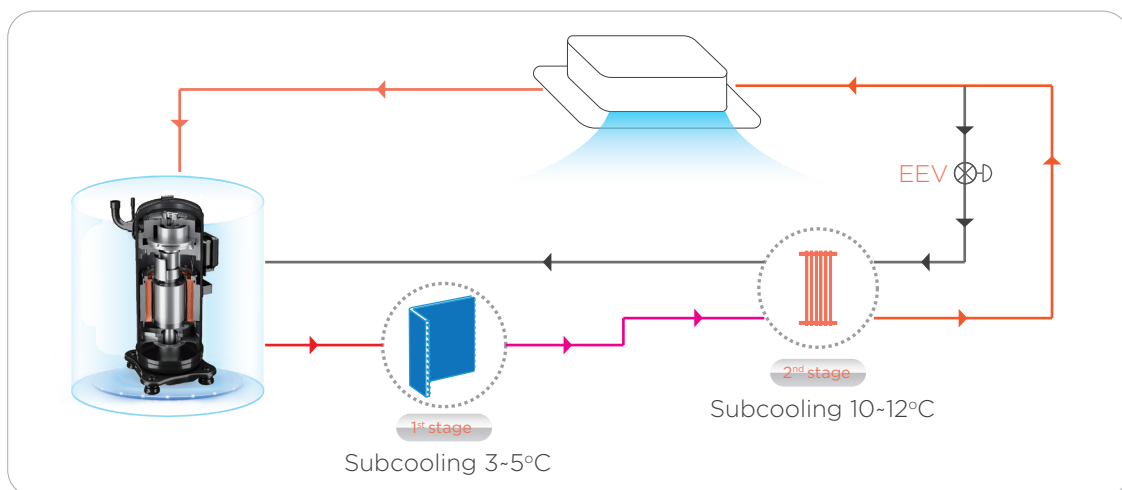 EEV
2nd stage
Subcooling 10~12°C
1st stage
Subcooling 3~5°C